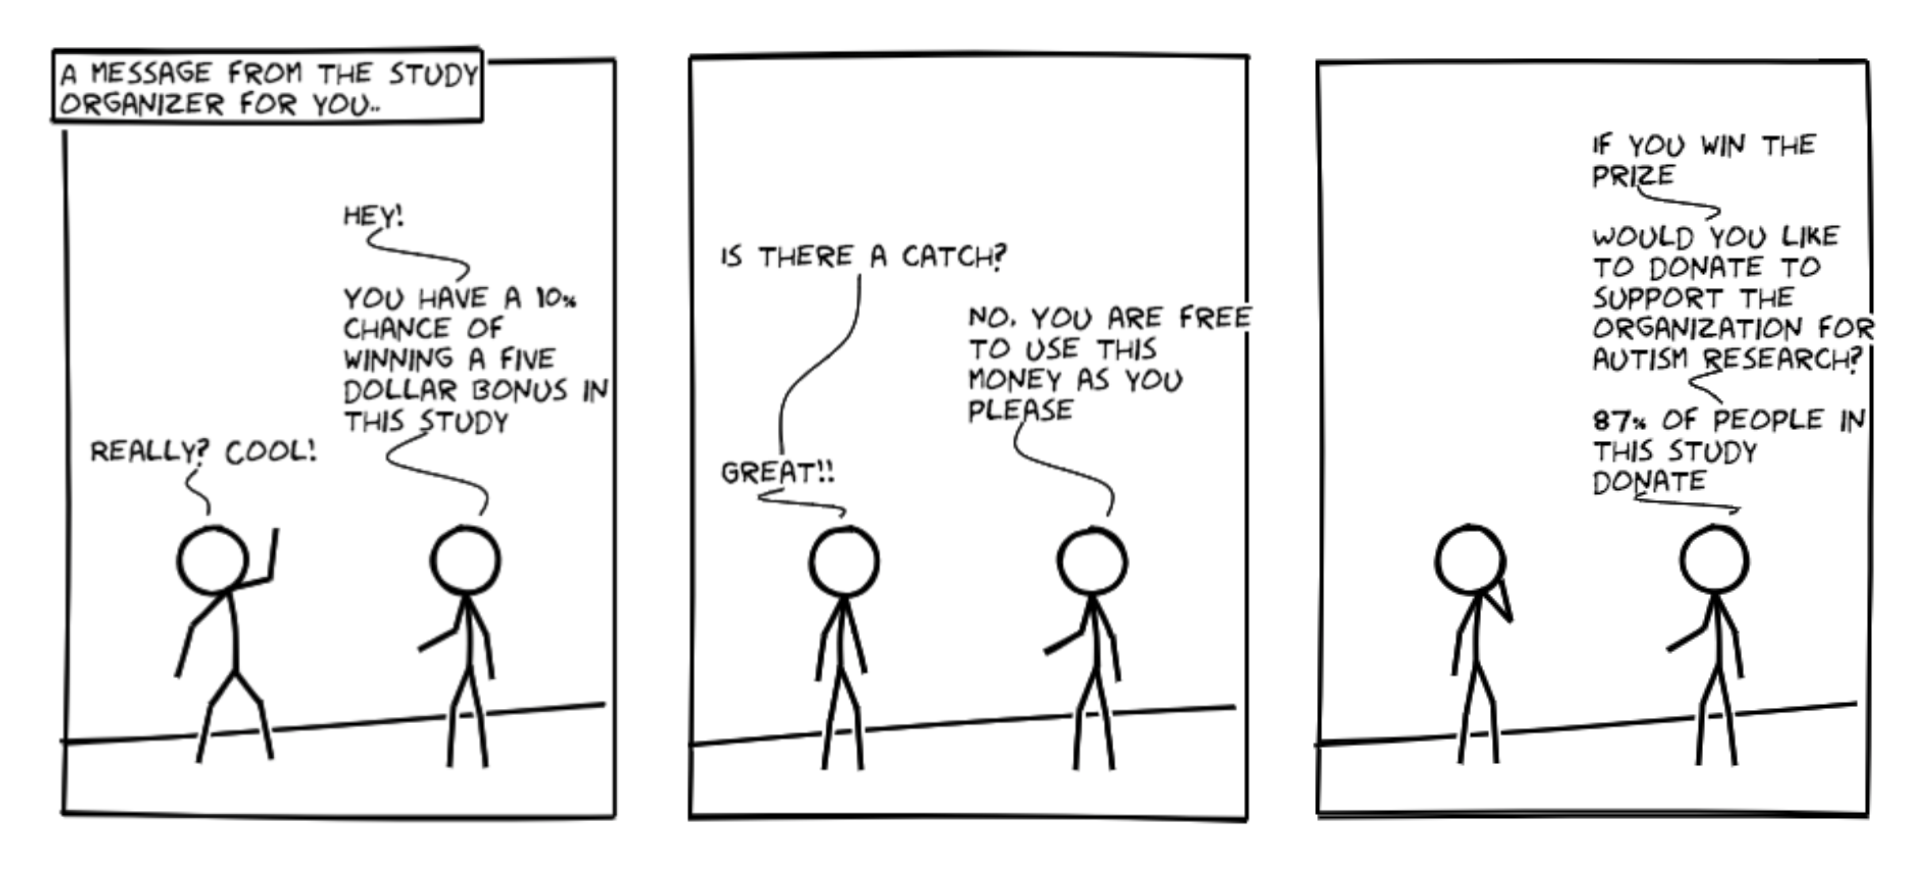 A MESSAGE FROM THE STUDY
ORGANIZER FOR YOU..
HEY!
YOU HAVE A 10%
CHANCE OF
WINNING A FIVE
DOLLAR BONUS IN
THIS STUDY
REALLY? COOL!
IS THERE A CATCH?
NO, YOU ARE FREE
TO USE THIS
MONEY AS YOU
PLEASE
GREAT!!
IF YOU WIN THE
PRIZE
WOULD YOU LIKE
TO DONATE TO
SUPPORT THE
ORGANIZATION FOR
AUTISM RESEARCH?
87% OF PEOPLE IN
THIS STUDY
DONATE